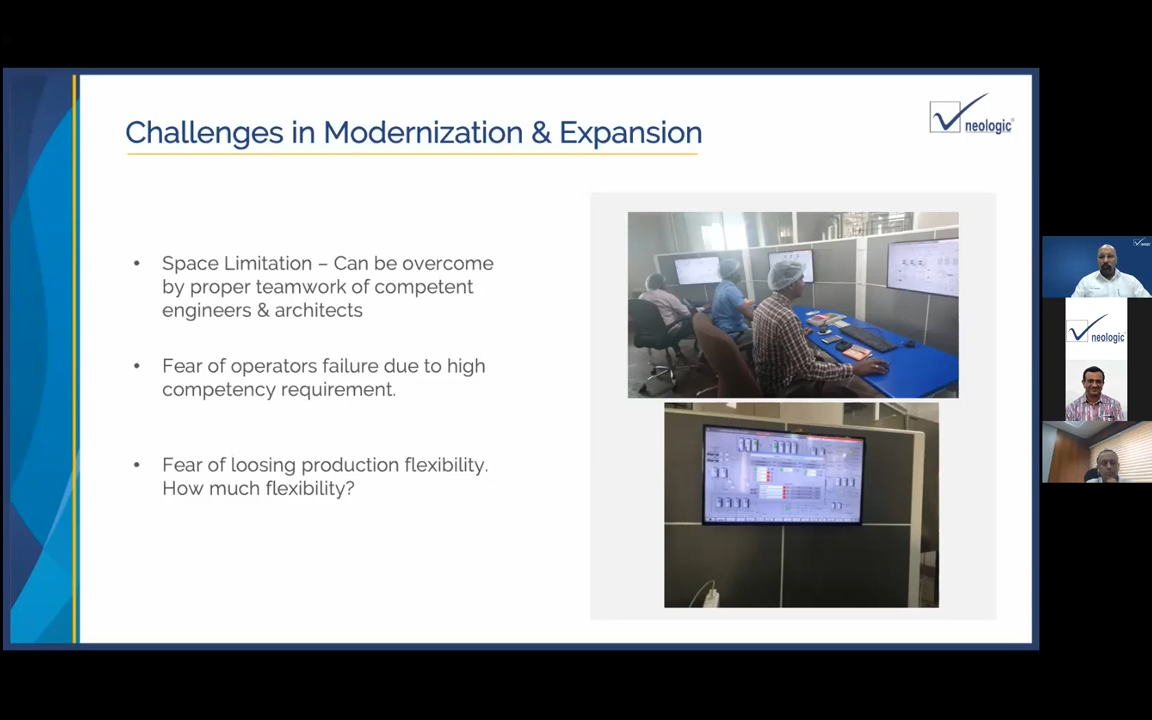 Challenges in Modernization & Expansion
neologic
• Space Limitation – Can be overcome
by proper teamwork of competent
engineers & architects
• Fear of operators failure due to high
competency requirement.
• Fear of loosing production flexibility.
How much flexibility?
neologic